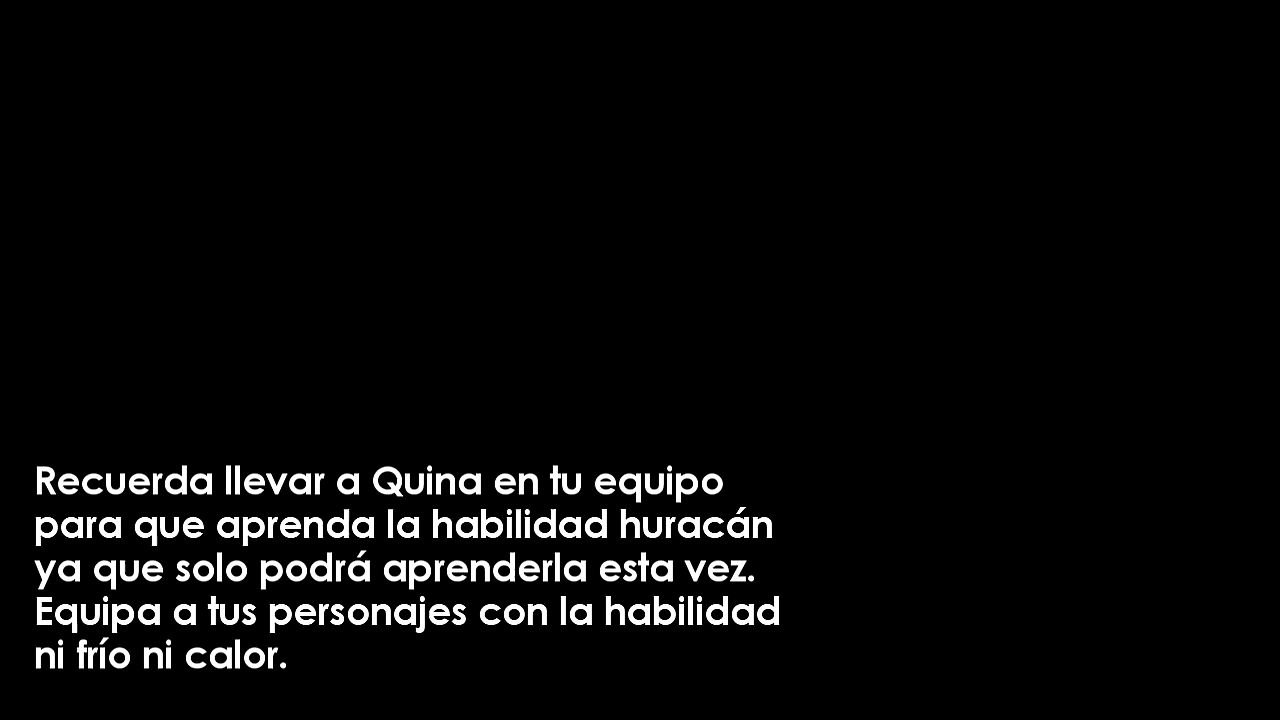 Recuerda llevar a Quina en tu equipo
para que aprenda la habilidad huracán
ya que solo podrá aprenderla esta vez.
Equipa a tus personajes con la habilidad
ni frío ni calor.